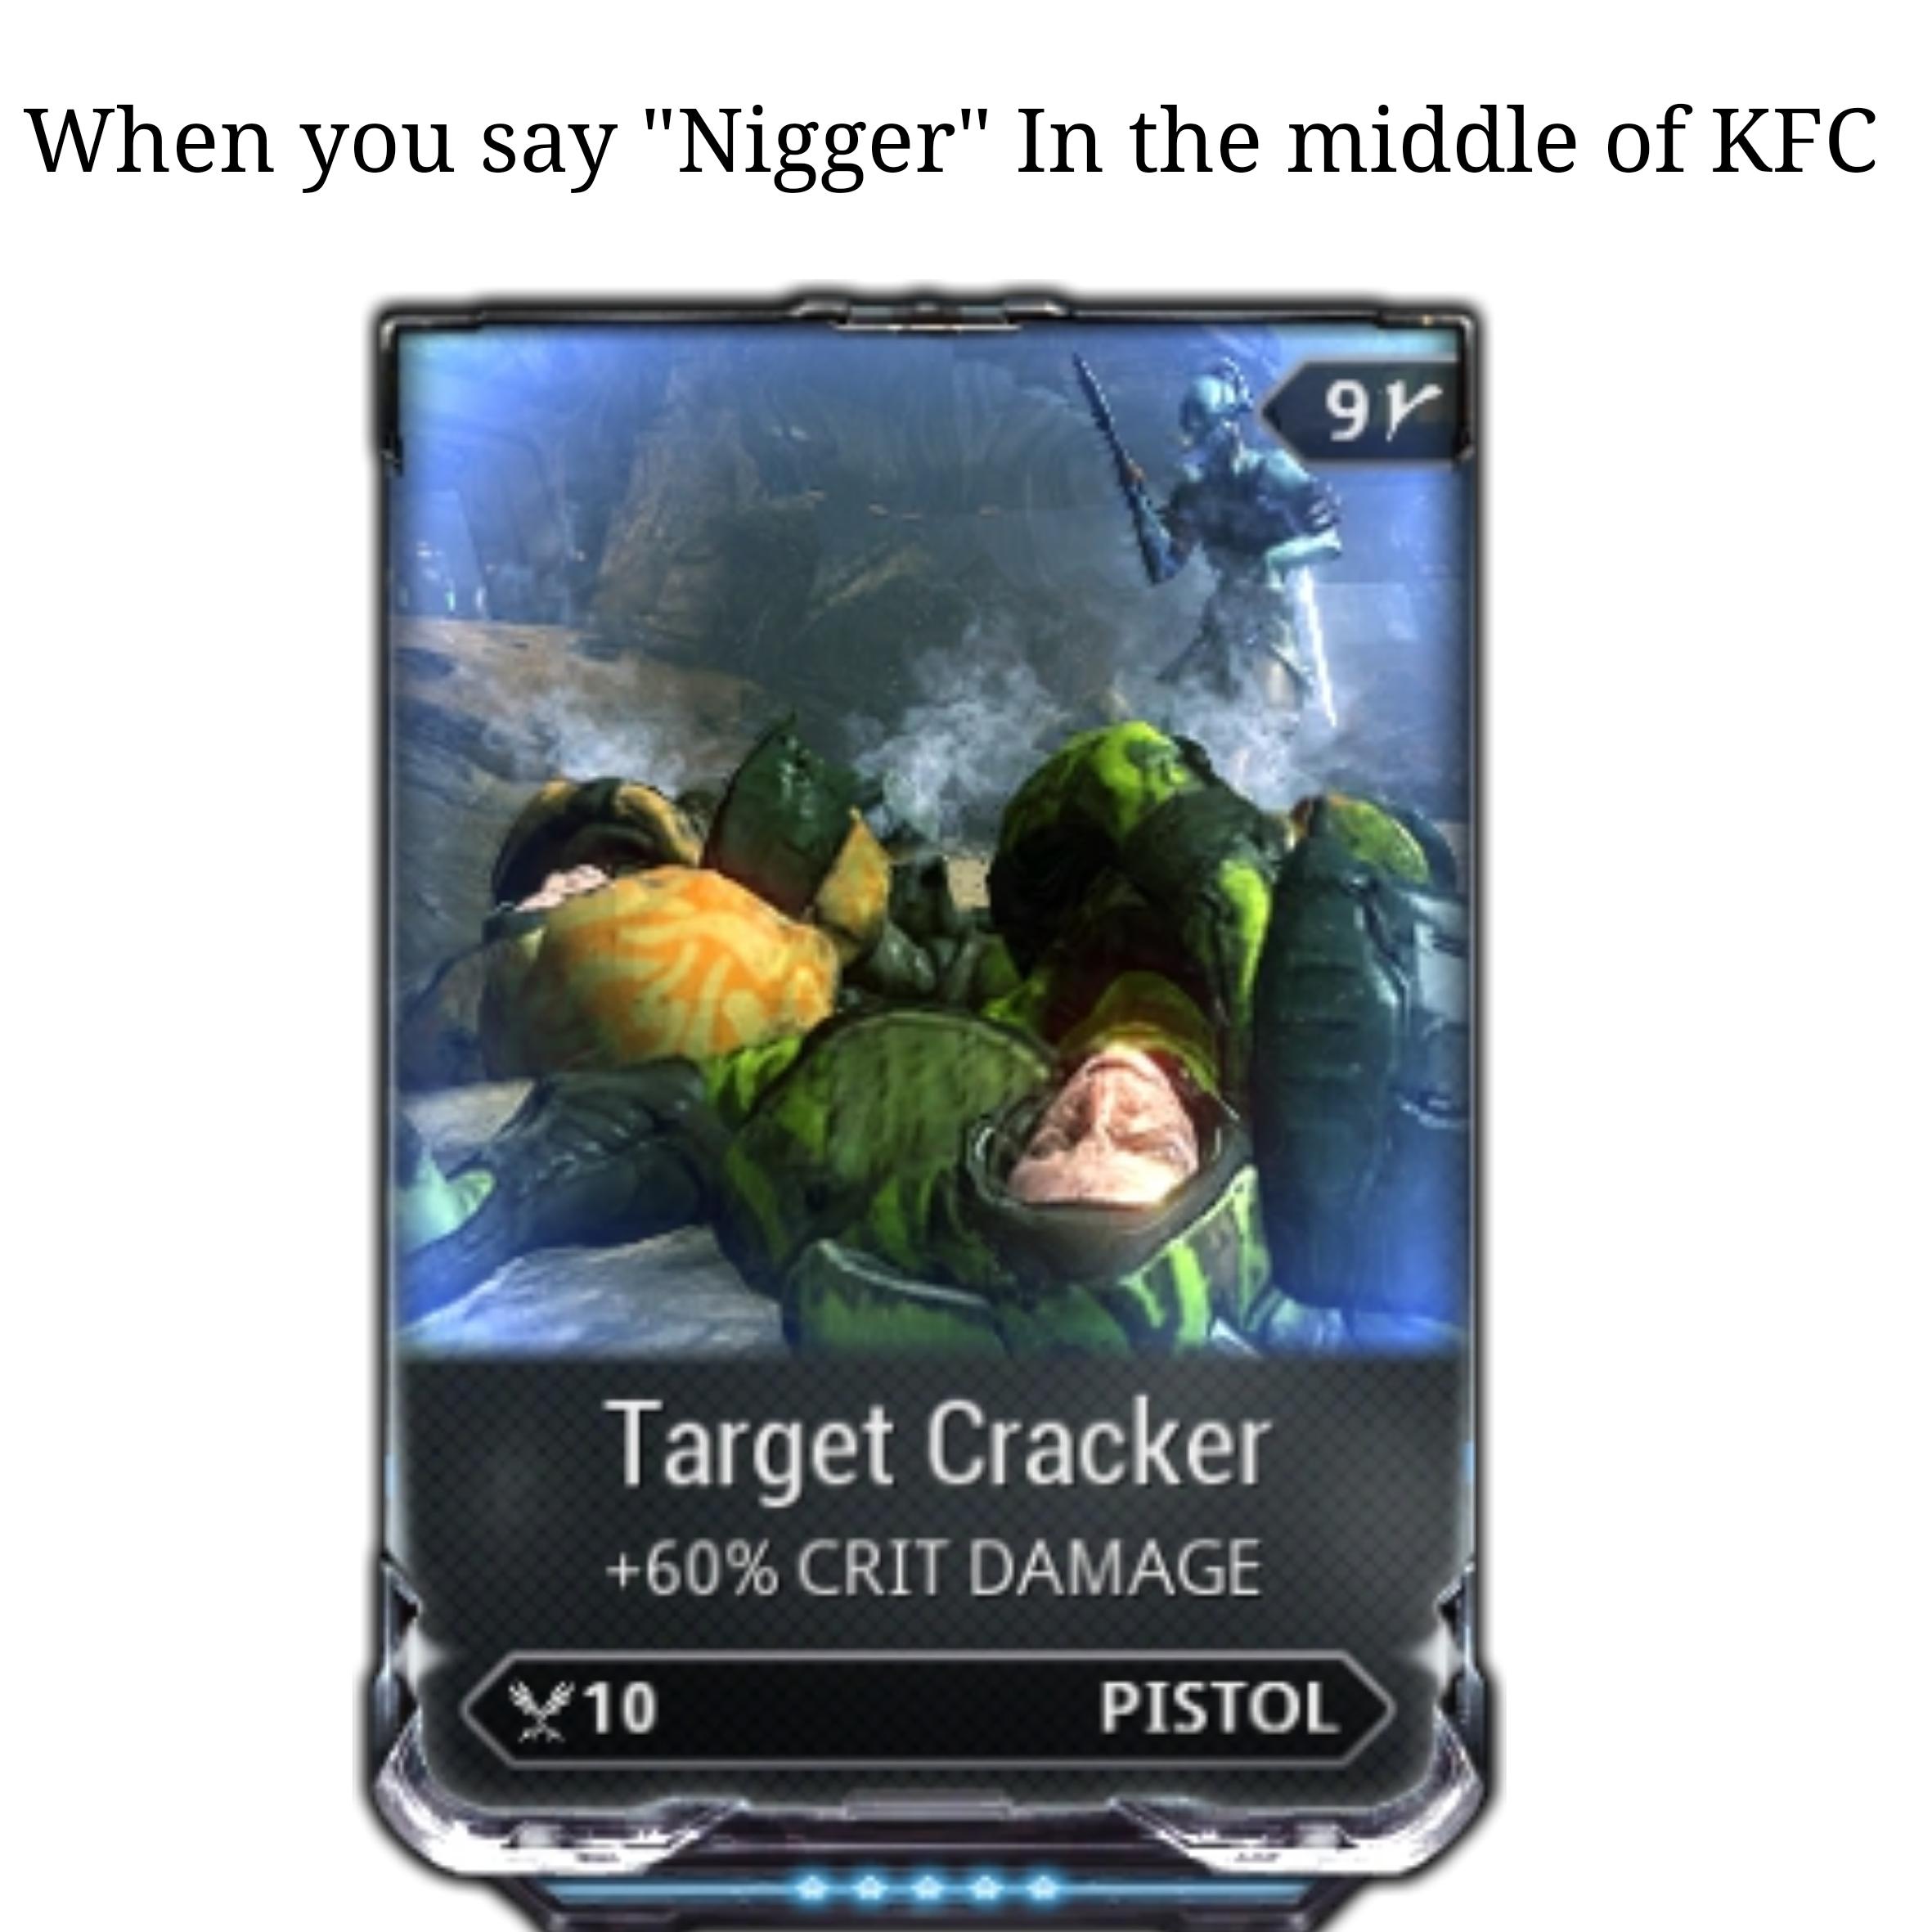 When you say "Nigger" In the middle of KFC
9
Target Cracker
+60% CRIT DAMAGE
10 PISTOL